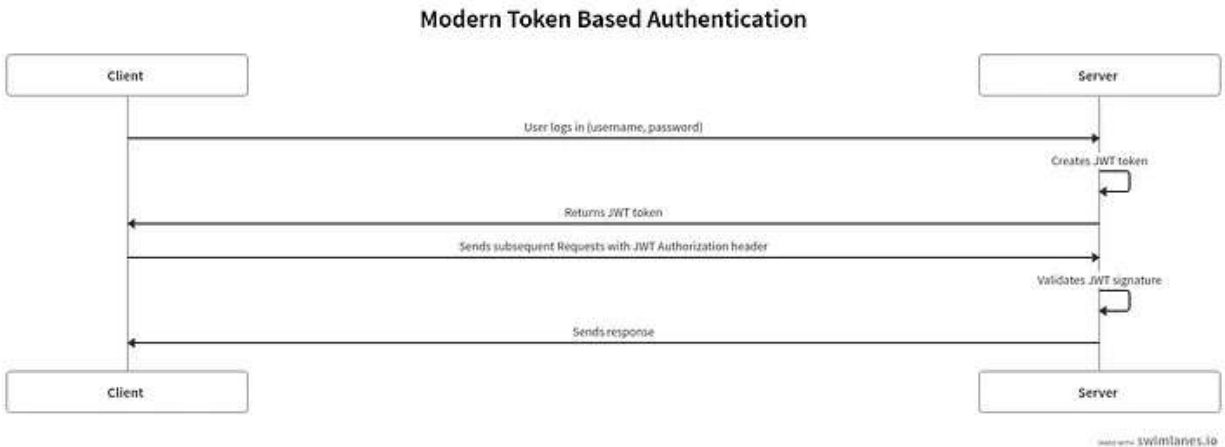 Modern Token Based Authentication
Client
Server
User logs in (username, password)
Creates JWT token
Returns JWT token
Sends subsequent Requests with JWT Authorization header
Validates JWT signature
Sends response
Client
Server
swimlanes.io